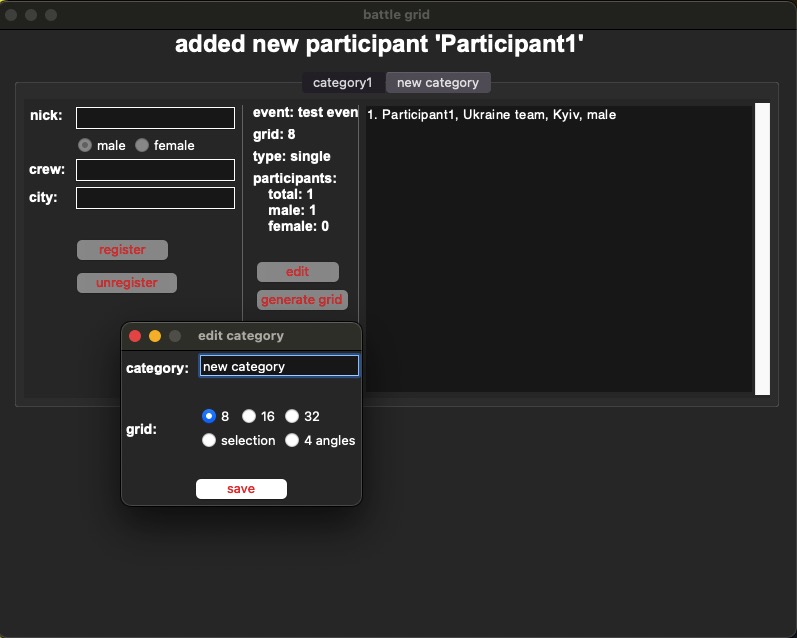 battle grid
added new participant 'Participant1'
category1 new category
nick:
male female
crew:
city:
register
unregister
event: test even
grid: 8
type: single
participants:
total: 1
male: 1
female: 0
edit
generate grid
1. Participant1, Ukraine team, Kyiv, male
edit category
category: new category
grid:
8 16 32
selection 4 angles
save